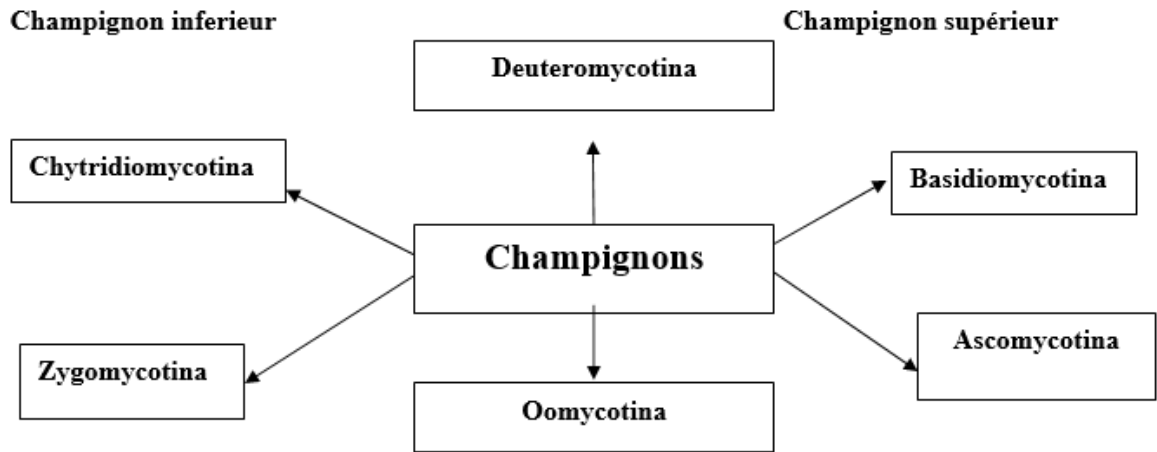 Champignon inferieur
Champignon supérieur
Deuteromycotina
Chytridiomycotina
Basidiomycotina
Champignons
Zygomycotina
Ascomycotina
Oomycotina